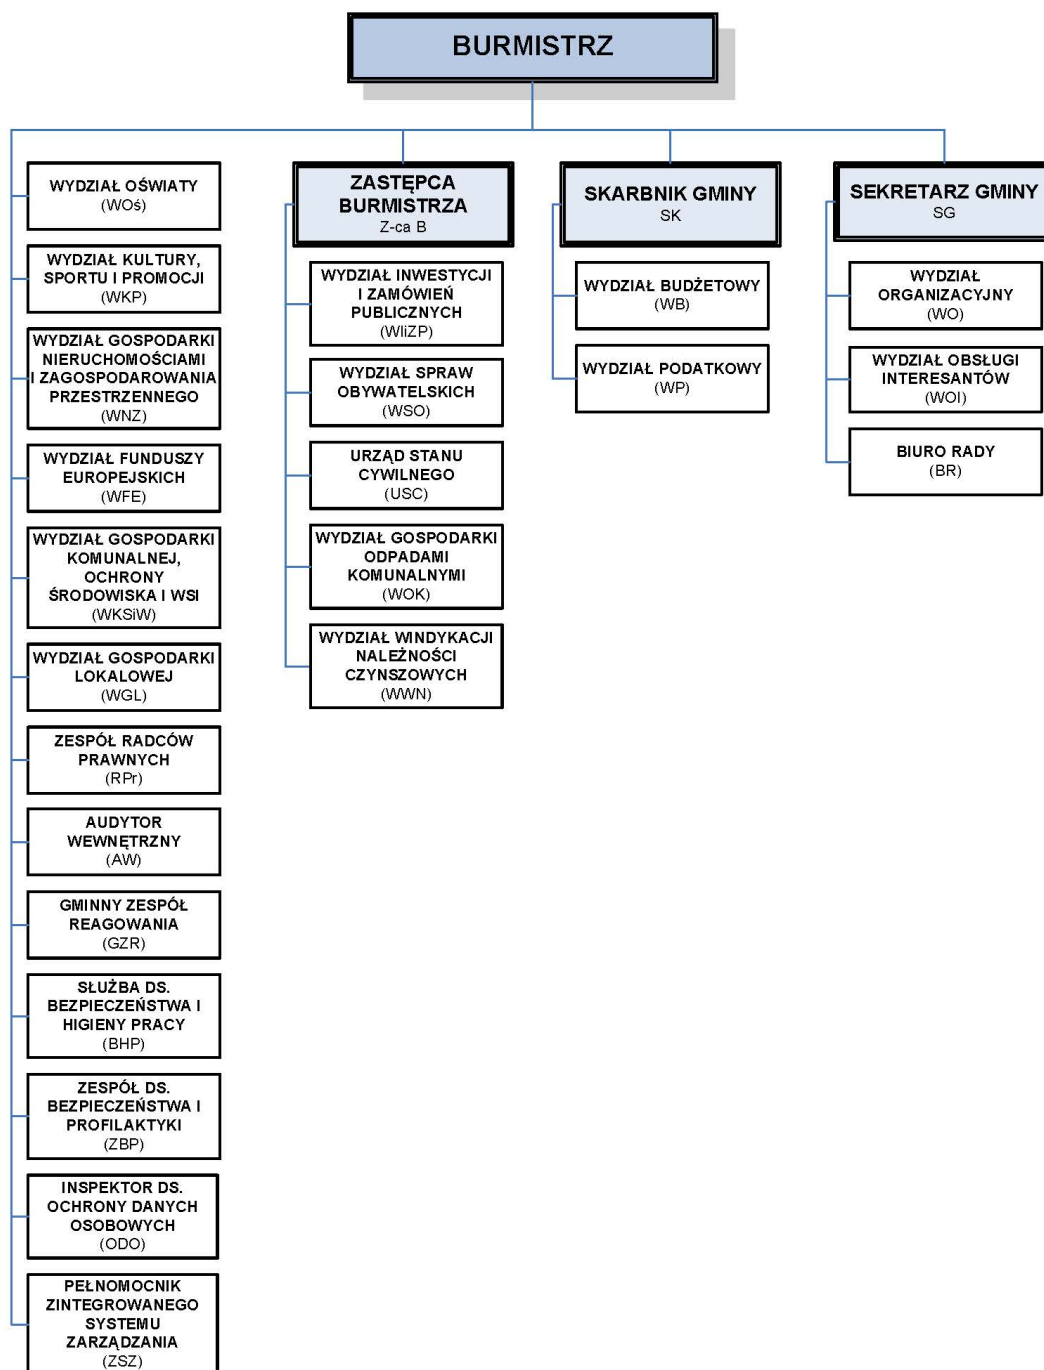 BURMISTRZ
WYDZIAŁ OŚWIATY
(WOś)
WYDZIAŁ KULTURY,
SPORTU I PROMOCJI
(WKP)
WYDZIAŁ GOSPODARKI
NIERUCHOMOŚCIAMI
I ZAGOSPODAROWANIA
PRZESTRZENNEGO
(WNZ)
WYDZIAŁ FUNDUSZY
EUROPEJSKICH
(WFE)
WYDZIAŁ GOSPODARKI
KOMUNALNEJ,
OCHRONY
ŚRODOWISKA I WSI
(WKSiW)
WYDZIAŁ GOSPODARKI
LOKALOWEJ
(WGL)
ZESPÓŁ RADCÓW
PRAWNYCH
(RPr)
AUDYTOR
WEWNĘTRZNY
(AW)
GMINNY ZESPÓŁ
REAGOWANIA
(GZR)
SŁUŻBA DS.
BEZPIECZEŃSTWA I
HIGIENY PRACY
(BHP)
ZESPÓŁ DS.
BEZPIECZEŃSTWA I
PROFILAKTYKI
(ZBP)
INSPEKTOR DS.
OCHRONY DANYCH
OSOBOWYCH
(ODO)
PEŁNOMOCNIK
ZINTEGROWANEGO
SYSTEMU
ZARZĄDZANIA
(ZSZ)
ZASTĘPCA
BURMISTRZA
Z-ca B
WYDZIAŁ INWESTYCJI
I ZAMÓWIEŃ
PUBLICZNYCH
(WIiZP)
WYDZIAŁ SPRAW
OBYWATELSKICH
(WSO)
URZĄD STANU
CYWILNEGO
(USC)
WYDZIAŁ GOSPODARKI
ODPADAMI
KOMUNALNYMI
(WOK)
WYDZIAŁ WINDYKACJI
NALEŻNOŚCI
CZYNSZOWYCH
(WWN)
SKARBNIK GMINY
SK
WYDZIAŁ BUDŻETOWY
(WB)
WYDZIAŁ PODATKOWY
(WP)
SEKRETARZ GMINY
SG
WYDZIAŁ
ORGANIZACYJNY
(WO)
WYDZIAŁ OBSŁUGI
INTERESANTÓW
(WOI)
BIURO RADY
(BR)